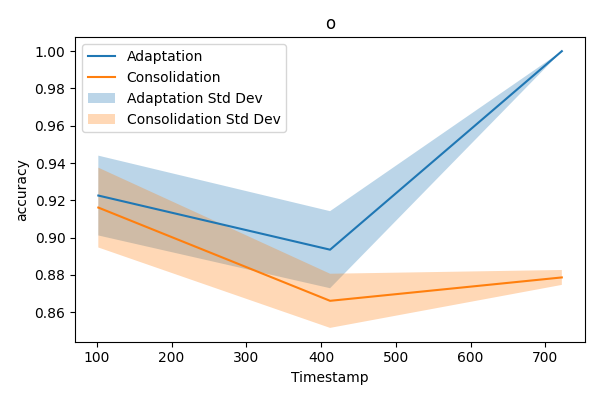 o
Adaptation
Consolidation
Adaptation Std Dev
Consolidation Std Dev
accuracy
1.00
0.98
0.96
0.94
0.92
0.90
0.88
0.86
100 200 300 400 500 600 700
Timestamp